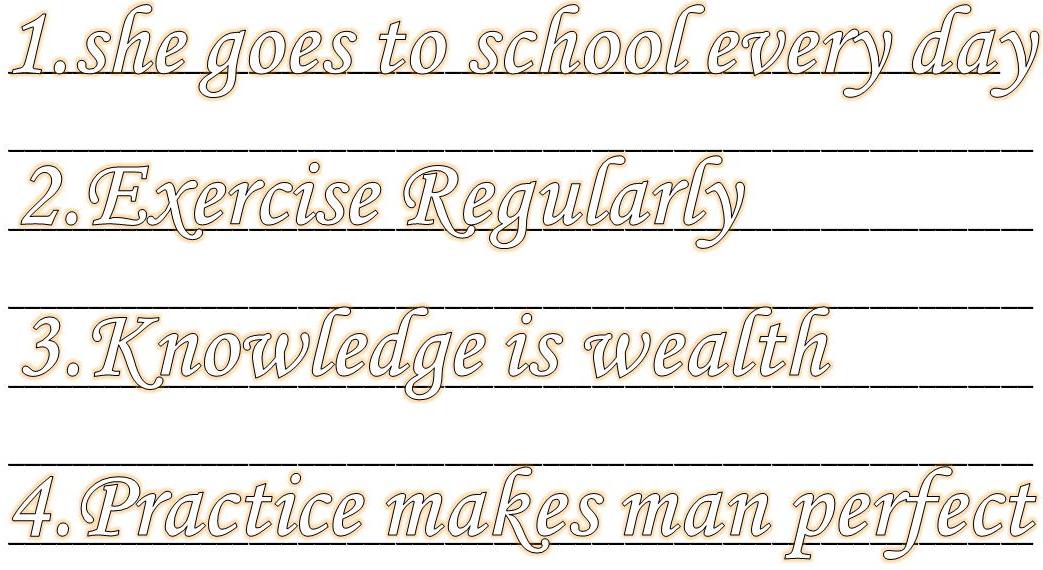 1.she goes to school every day
2.Exercise Regularly
3.Knowledge is wealth
4.Practice makes man perfect